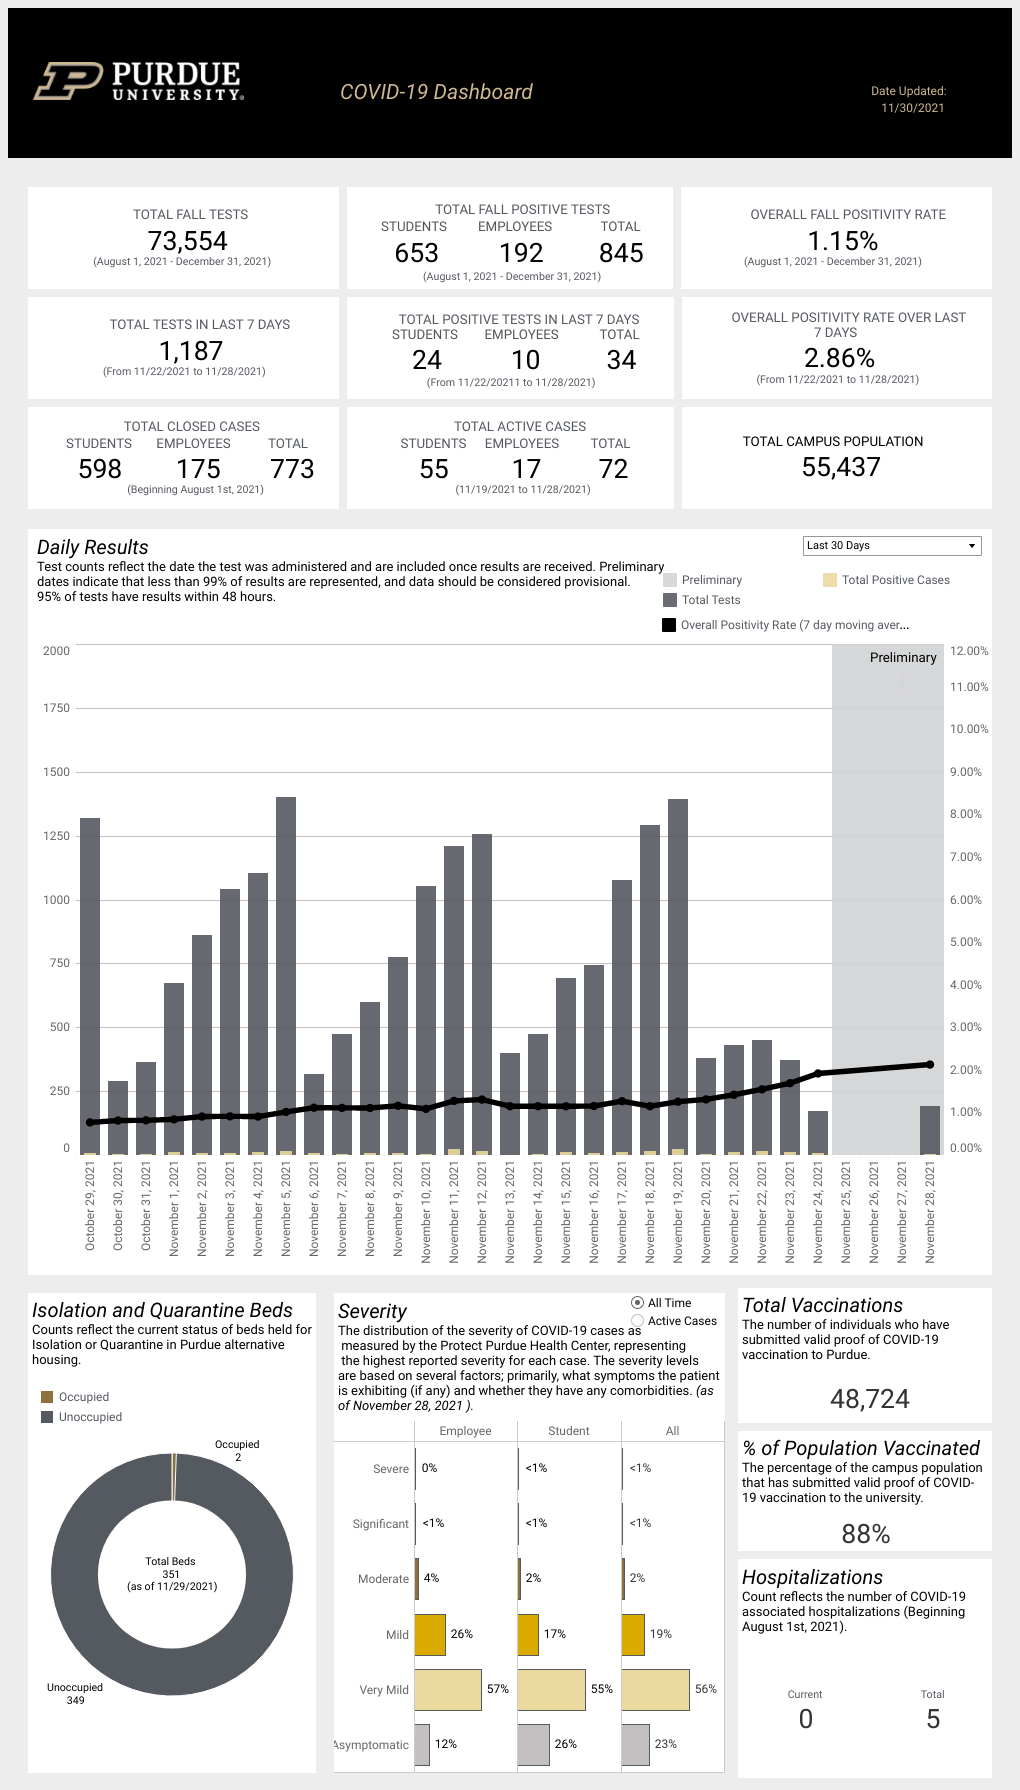 PURDUE
UNIVERSITY®
COVID-19 Dashboard
Date Updated:
11/30/2021
TOTAL FALL TESTS
73,554
(August 1, 2021 - December 31, 2021)
TOTAL FALL POSITIVE TESTS
STUDENTS EMPLOYEES TOTAL
653 192 845
(August 1, 2021 - December 31, 2021)
OVERALL FALL POSITIVITY RATE
1.15%
(August 1, 2021 - December 31, 2021)
TOTAL TESTS IN LAST 7 DAYS
1,187
(From 11/22/2021 to 11/28/2021)
TOTAL POSITIVE TESTS IN LAST 7 DAYS
STUDENTS EMPLOYEES TOTAL
24 10 34
(From 11/22/20211 to 11/28/2021)
OVERALL POSITIVITY RATE OVER LAST
7 DAYS
2.86%
(From 11/22/2021 to 11/28/2021)
TOTAL CLOSED CASES
STUDENTS EMPLOYEES TOTAL
598 175 773
(Beginning August 1st, 2021)
TOTAL ACTIVE CASES
STUDENTS EMPLOYEES TOTAL
55 17 72
(11/19/2021 to 11/28/2021)
TOTAL CAMPUS POPULATION
55,437
Daily Results
Last 30 Days
Test counts reflect the date the test was administered and are included once results are received. Preliminary
dates indicate that less than 99% of results are represented, and data should be considered provisional.
95% of tests have results within 48 hours.
Preliminary
Total Positive Cases
Total Tests
Overall Positivity Rate (7 day moving aver...
Preliminary
2000
1750
1500
1250
1000
750
500
250
0
12.00%
11.00%
10.00%
9.00%
8.00%
7.00%
6.00%
5.00%
4.00%
3.00%
2.00%
1.00%
0.00%
October 29, 2021
October 30, 2021
October 31, 2021
November 1, 2021
November 2, 2021
November 3, 2021
November 4, 2021
November 5, 2021
November 6, 2021
November 7, 2021
November 8, 2021
November 9, 2021
November 10, 2021
November 11, 2021
November 12, 2021
November 13, 2021
November 14, 2021
November 15, 2021
November 16, 2021
November 17, 2021
November 18, 2021
November 19, 2021
November 20, 2021
November 21, 2021
November 22, 2021
November 23, 2021
November 24, 2021
November 25, 2021
November 26, 2021
November 27, 2021
November 28, 2021
Isolation and Quarantine Beds
Counts reflect the current status of beds held for
Isolation or Quarantine in Purdue alternative
housing.
Occupied
Unoccupied
Occupied
2
Total Beds
351
(as of 11/29/2021)
Unoccupied
349
Severity
All Time
Active Cases
The distribution of the severity of COVID-19 cases as
measured by the Protect Purdue Health Center, representing
the highest reported severity for each case. The severity levels
are based on several factors; primarily, what symptoms the patient
is exhibiting (if any) and whether they have any comorbidities. (as
of November 28, 2021 ).
Employee Student All
Severe 0% <1% <1%
Significant <1% <1% <1%
Moderate 4% 2% 2%
Mild 26% 17% 19%
Very Mild 57% 55% 56%
Asymptomatic 12% 26% 23%
Total Vaccinations
The number of individuals who have
submitted valid proof of COVID-19
vaccination to Purdue.
48,724
% of Population Vaccinated
The percentage of the campus population
that has submitted valid proof of COVID-
19 vaccination to the university.
88%
Hospitalizations
Count reflects the number of COVID-19
associated hospitalizations (Beginning
August 1st, 2021).
Current Total
0 5